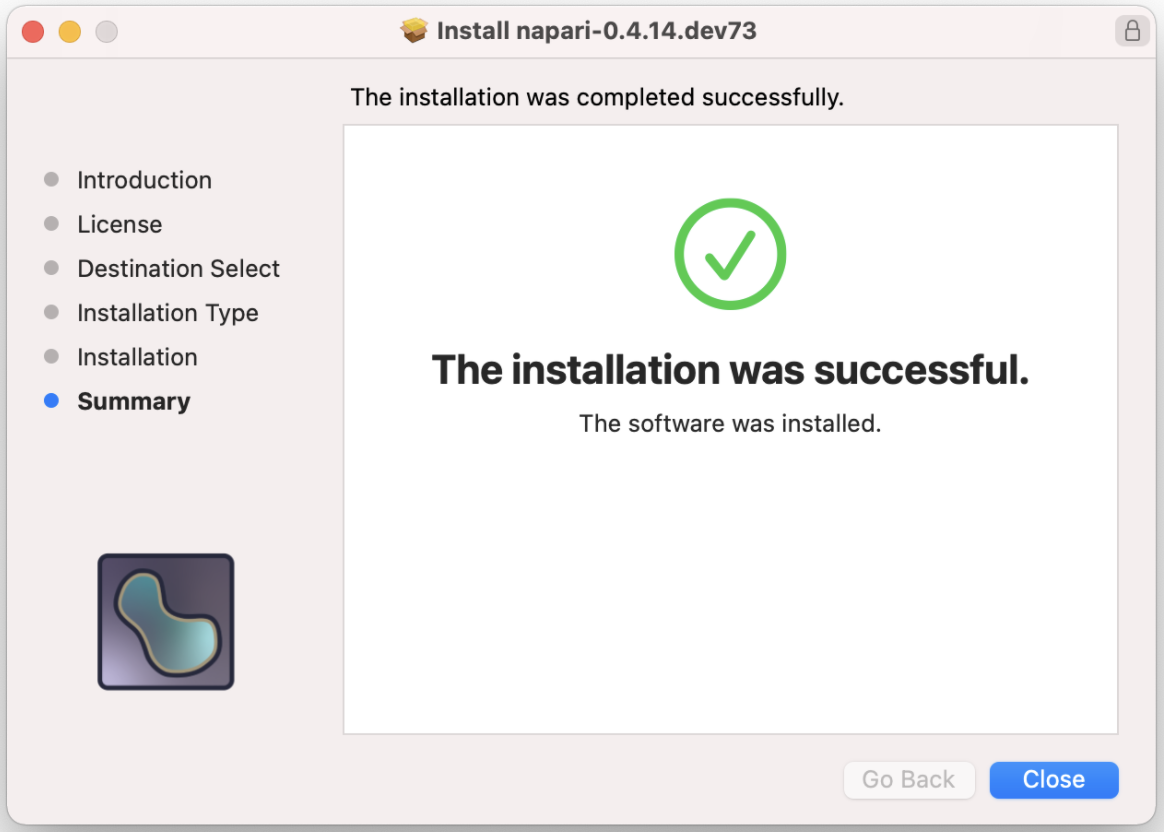 Install napari-0.4.14.dev73
The installation was completed successfully.
Introduction
License
Destination Select
Installation Type
Installation
Summary
The installation was successful.
The software was installed.
Go Back
Close